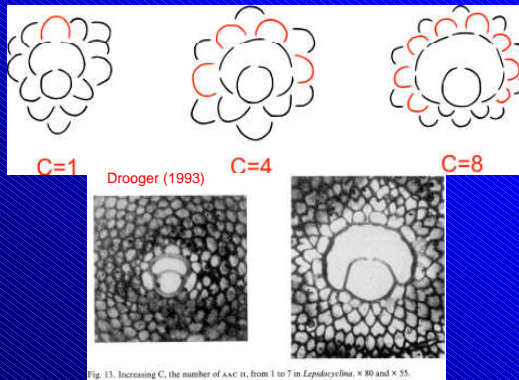 C=1 C=4 C=8
Drooger (1993)
Fig. 13. Increasing C, the number of AAC II, from 1 to 7 in Lepidocyclina. × 80 and × 55.